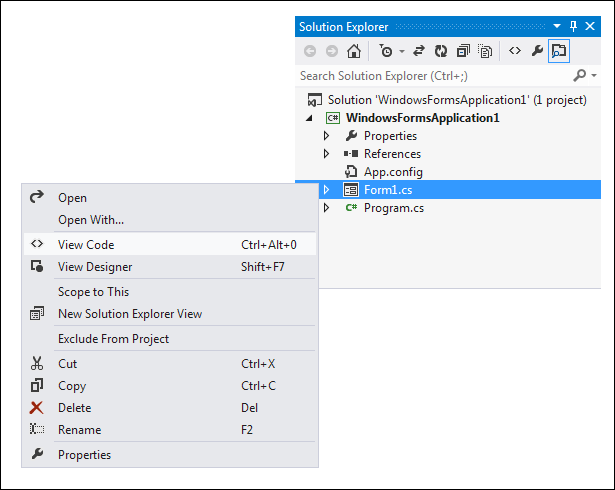 Solution Explorer
Search Solution Explorer (Ctrl+;)
Solution 'WindowsFormsApplication1' (1 project)
C# WindowsFormsApplication1
Properties
References
App.config
Form1.cs
C# Program.cs
Open
Open With...
View Code Ctrl+Alt+0
View Designer Shift+F7
Scope to This
New Solution Explorer View
Exclude From Project
Cut Ctrl+X
Copy Ctrl+C
Delete Del
Rename F2
Properties